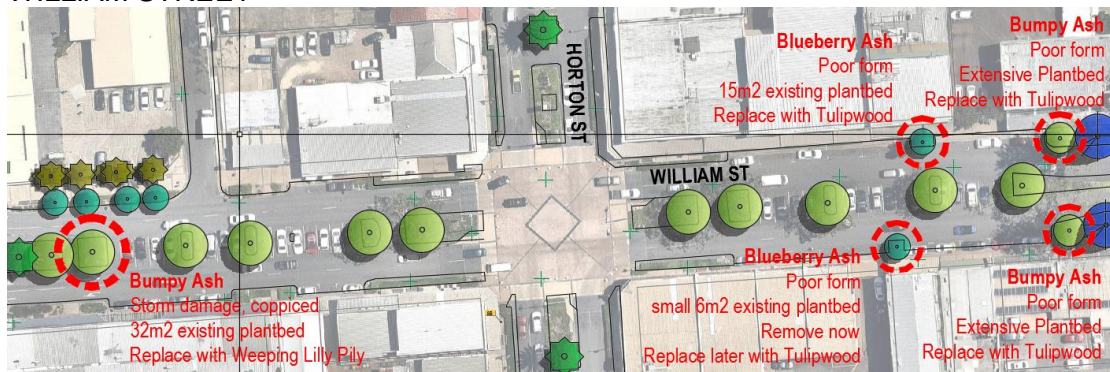 WILLIAM STREET
HORTON ST
Blueberry Ash
Poor form
15m2 existing plantbed
Replace with Tulipwood
Bumpy Ash
Poor form
Extensive Plantbed
Replace with Tulipwood
WILLIAM ST
Bumpy Ash
Storm damage, coppiced
32m2 existing plantbed
Replace with Weeping Lilly Pily
Blueberry Ash
Poor form
small 6m2 existing plantbed
Remove now
Replace later with Tulipwood
Bumpy Ash
Poor form
Extensive Plantbed
Replace with Tulipwood